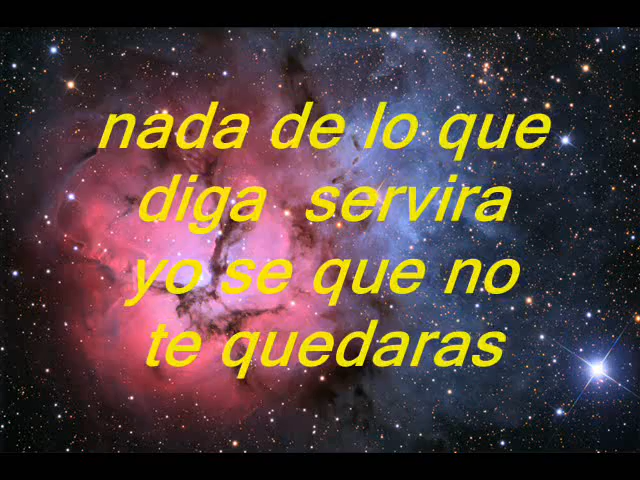 nada de lo que
diga servira
yo se que no
te quedaras